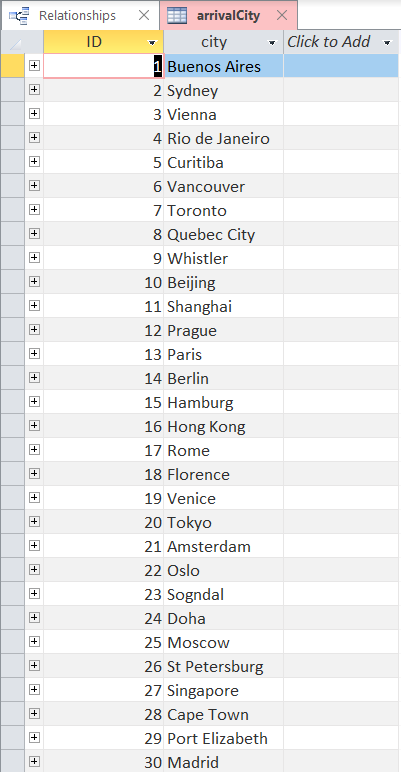 Relationships arrivalCity
ID city Click to Add
1 Buenos Aires
2 Sydney
3 Vienna
4 Rio de Janeiro
5 Curitiba
6 Vancouver
7 Toronto
8 Quebec City
9 Whistler
10 Beijing
11 Shanghai
12 Prague
13 Paris
14 Berlin
15 Hamburg
16 Hong Kong
17 Rome
18 Florence
19 Venice
20 Tokyo
21 Amsterdam
22 Oslo
23 Sogndal
24 Doha
25 Moscow
26 St Petersburg
27 Singapore
28 Cape Town
29 Port Elizabeth
30 Madrid